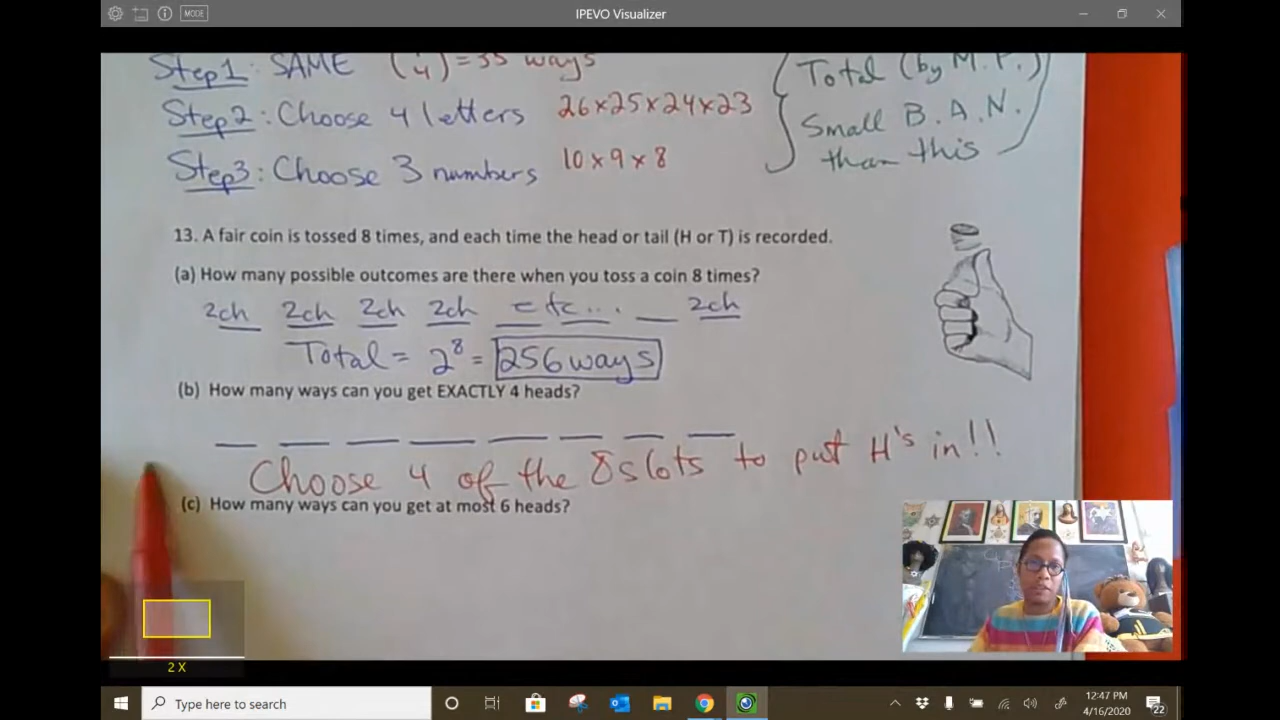 IPEVO Visualizer
MODE
Step1: SAME ( 4 ) = 35 ways
Step2: Choose 4 letters 26×25×24×23
Step3: Choose 3 numbers 10×9×8
Total (by M.P.)
Small B.A.N.
than this
13. A fair coin is tossed 8 times, and each time the head or tail (H or T) is recorded.
(a) How many possible outcomes are there when you toss a coin 8 times?
2ch 2ch 2ch 2ch etc... 2ch
Total = 2⁸ = 256 ways
(b) How many ways can you get EXACTLY 4 heads?
Choose 4 of the 8 slots to put H's in!!
(c) How many ways can you get at most 6 heads?
2 X
Type here to search
12:47 PM
4/16/2020
22